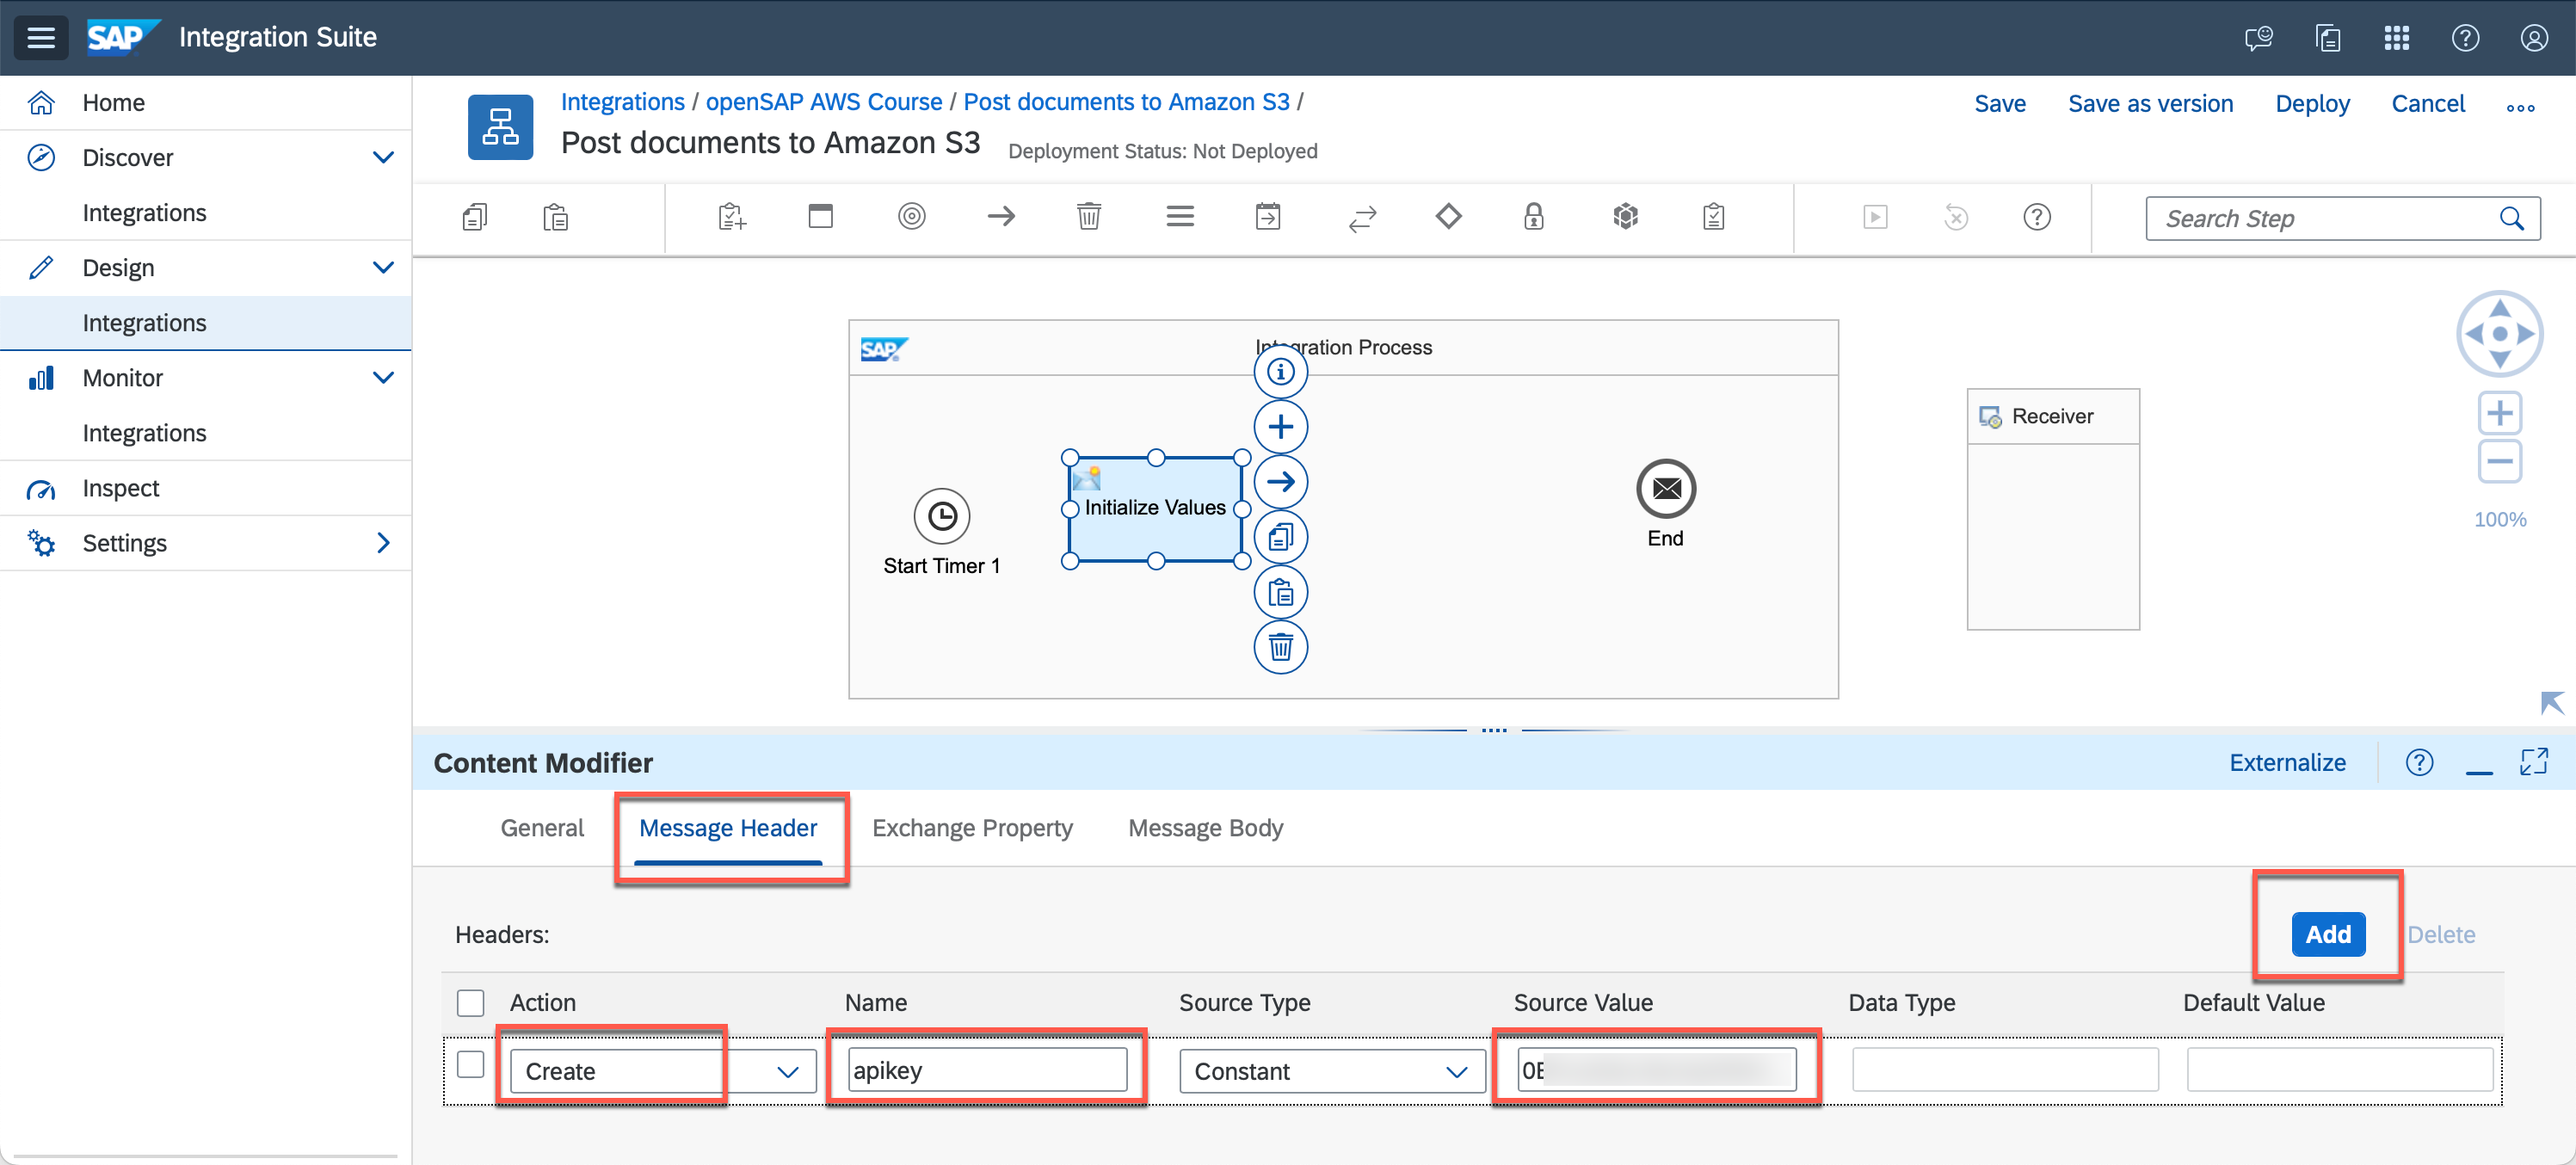 SAP Integration Suite
Home
Discover
Integrations
Design
Integrations
Monitor
Integrations
Inspect
Settings
Integrations / openSAP AWS Course / Post documents to Amazon S3 /
Post documents to Amazon S3 Deployment Status: Not Deployed
Save Save as version Deploy Cancel
Search Step
SAP Integration Process
Initialize Values
Start Timer 1
End
Receiver
100%
Content Modifier
Externalize
General Message Header Exchange Property Message Body
Headers:
Add Delete
Action Name Source Type Source Value Data Type Default Value
Create apikey Constant